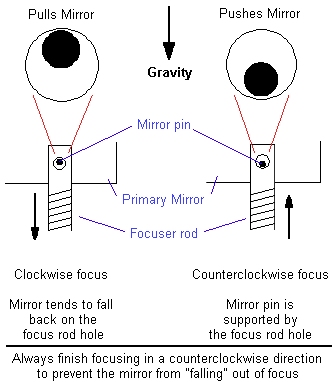 Pulls Mirror
Pushes Mirror
Gravity
Mirror pin
Primary Mirror
Focuser rod
Clockwise focus
Counterclockwise focus
Mirror tends to fall
back on the
focus rod hole
Mirror pin is
supported by
the focus rod hole
Always finish focusing in a counterclockwise direction
to prevent the mirror from "falling" out of focus